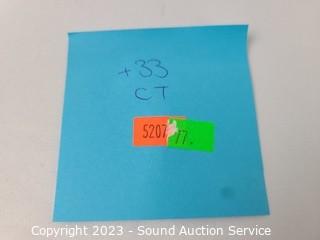 +33
CT
5207 77.
Copyright 2023 - Sound Auction Service